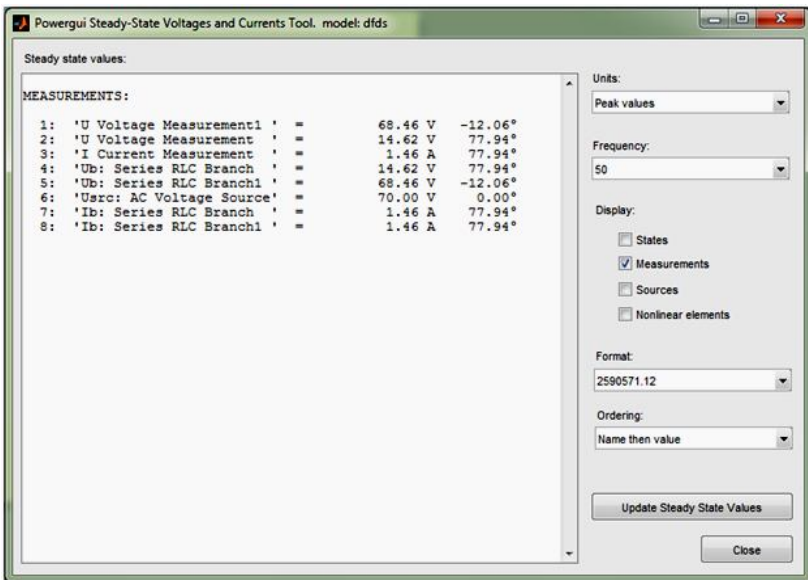 Powergui Steady-State Voltages and Currents Tool. model: dfds
Steady state values:
MEASUREMENTS:
1: 'U Voltage Measurement1 ' = 68.46 V -12.06°
2: 'U Voltage Measurement ' = 14.62 V 77.94°
3: 'I Current Measurement ' = 1.46 A 77.94°
4: 'Ub: Series RLC Branch ' = 14.62 V 77.94°
5: 'Ub: Series RLC Branch1 ' = 68.46 V -12.06°
6: 'Usrc: AC Voltage Source' = 70.00 V 0.00°
7: 'Ib: Series RLC Branch ' = 1.46 A 77.94°
8: 'Ib: Series RLC Branch1 ' = 1.46 A 77.94°
Units:
Peak values
Frequency:
50
Display:
States
Measurements
Sources
Nonlinear elements
Format:
2590571.12
Ordering:
Name then value
Update Steady State Values
Close